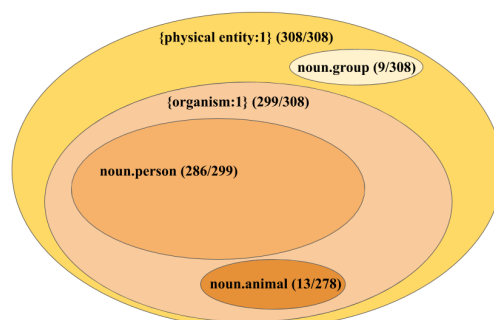 {physical entity:1} (308/308)
noun.group (9/308)
{organism:1} (299/308)
noun.person (286/299)
noun.animal (13/278)